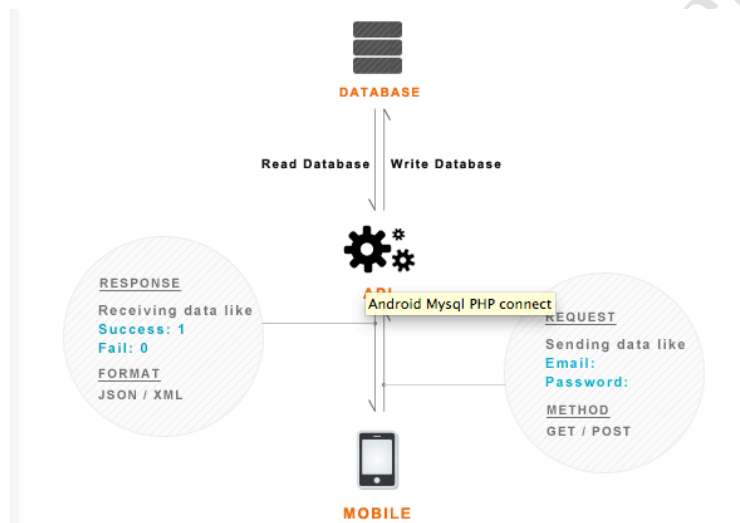 DATABASE
Read Database
Write Database
Android Mysql PHP connect
RESPONSE
Receiving data like
Success: 1
Fail: 0
FORMAT
JSON / XML
REQUEST
Sending data like
Email:
Password:
METHOD
GET / POST
MOBILE